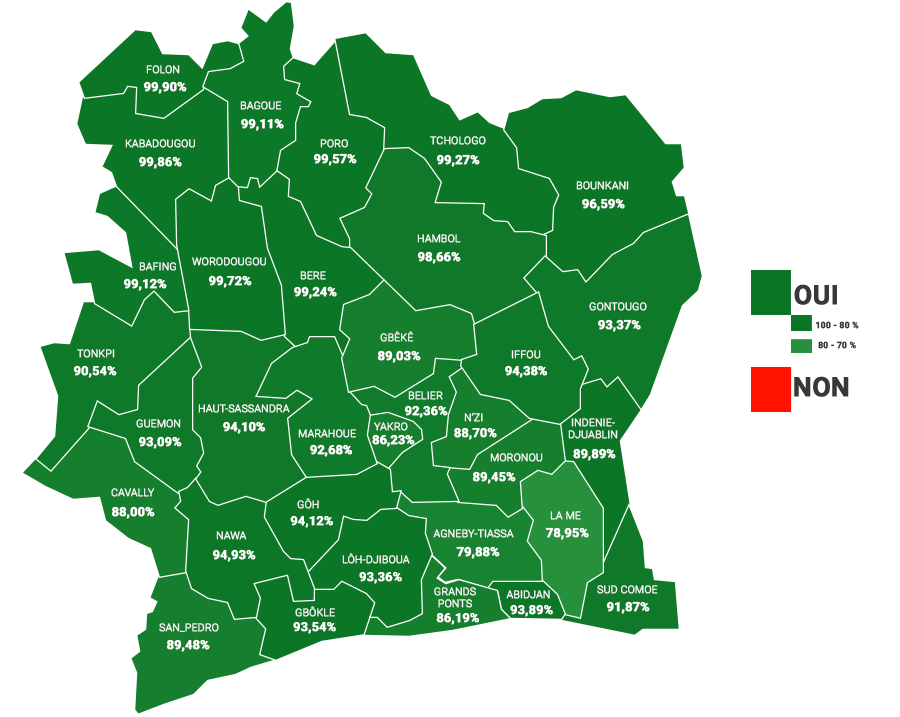 FOLON
99,90%
BAGOUE
99,11%
KABADOUGOU
99,86%
PORO
99,57%
TCHOLOGO
99,27%
BOUNKANI
96,59%
HAMBOL
98,66%
WORODOUGOU
99,72%
BAFING
99,12%
BERE
99,24%
GONTOUGO
93,37%
OUI
100 - 80 %
80 - 70 %
NON
GBÊKÊ
89,03%
IFFOU
94,38%
TONKPI
90,54%
BELIER
92,36%
HAUT-SASSANDRA
94,10%
GUEMON
93,09%
MARAHOUE
92,68%
YAKRO
86,23%
N'ZI
88,70%
INDENIE-
DJUABLIN
89,89%
MORONOU
89,45%
CAVALLY
88,00%
GÔH
94,12%
LA ME
78,95%
NAWA
94,93%
AGNEBY-TIASSA
79,88%
LÔH-DJIBOUA
93,36%
GRANDS
PONTS
86,19%
ABIDJAN
93,89%
SUD COMOE
91,87%
GBÔKLE
93,54%
SAN_PEDRO
89,48%